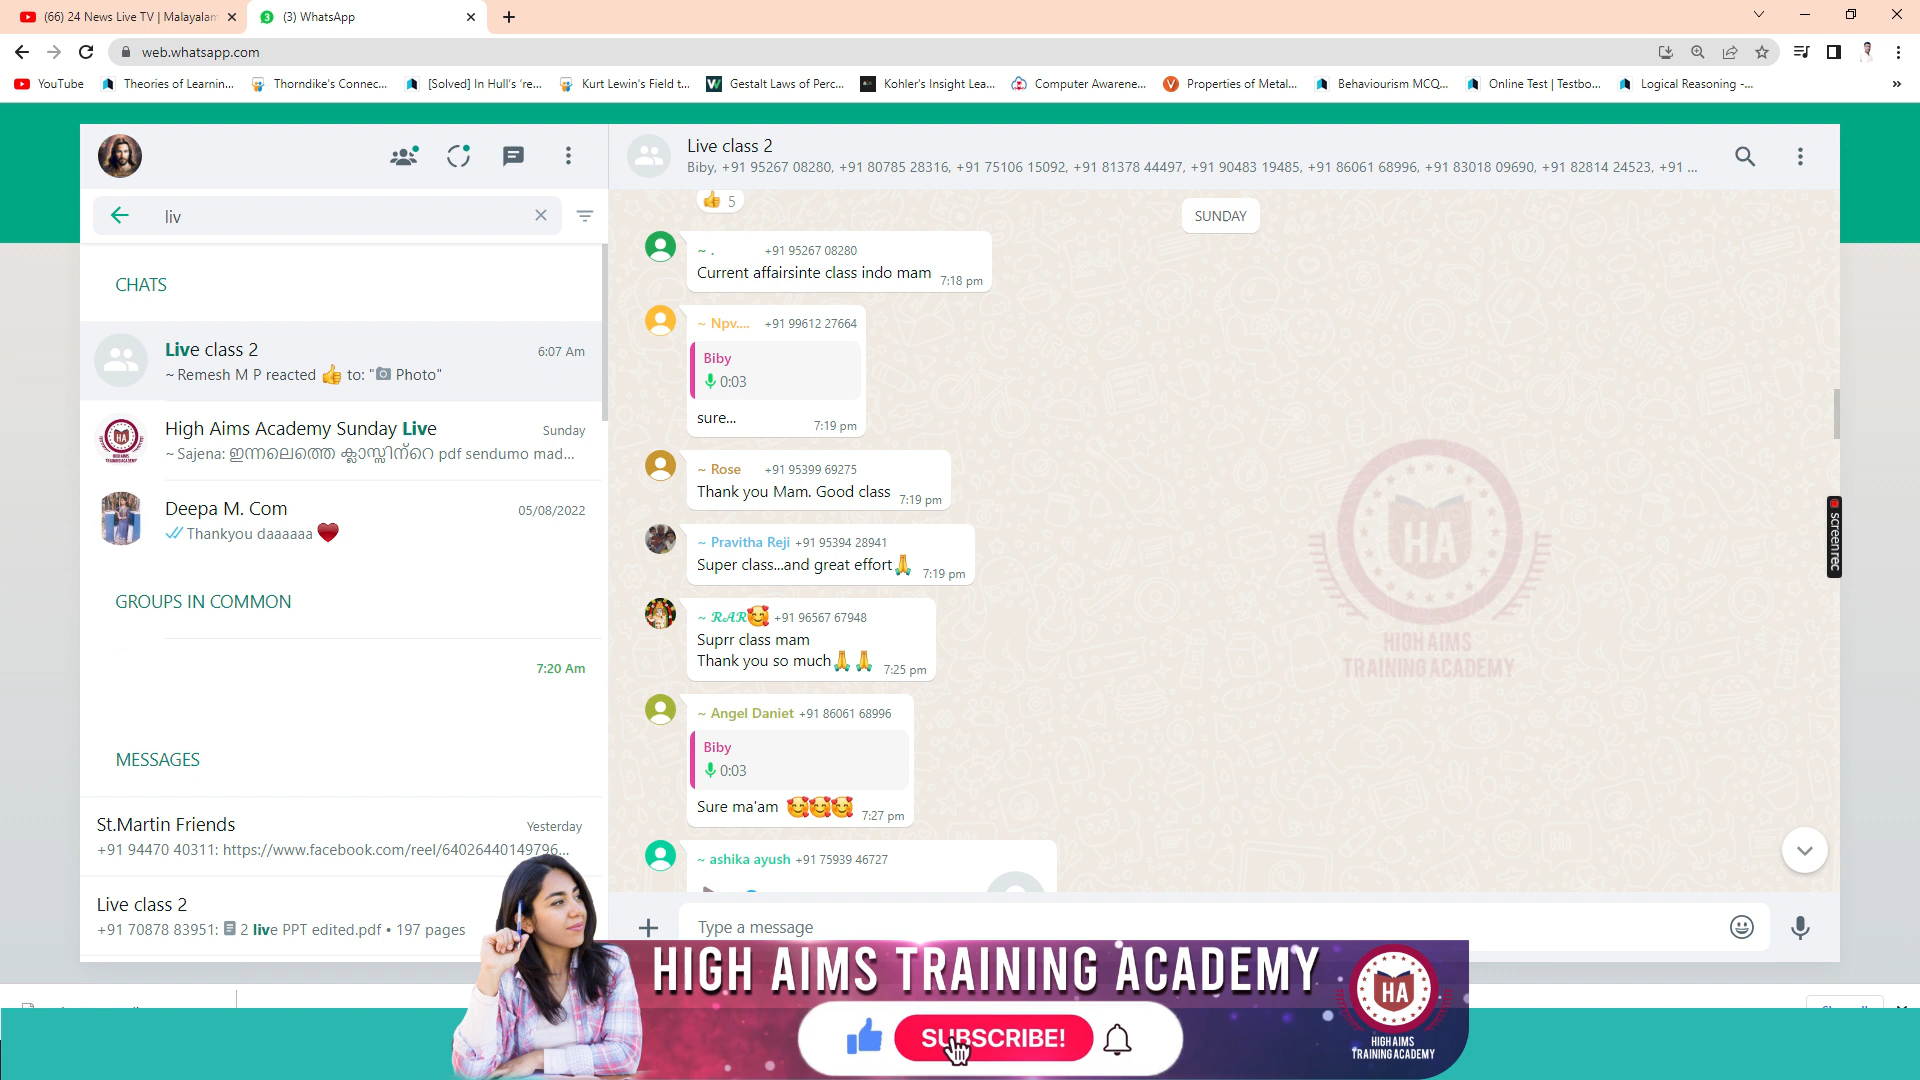 (66) 24 News Live TV | Malayalam
(3) WhatsApp
web.whatsapp.com
YouTube
Theories of Learnin...
Thorndike's Connec...
[Solved] In Hull's 're...
Kurt Lewin's Field t...
Gestalt Laws of Perc...
Kohler's Insight Lea...
Computer Awarene...
Properties of Metal...
Behaviourism MCQ...
Online Test | Testbo...
Logical Reasoning -...
»
liv
CHATS
Live class 2
6:07 Am
~ Remesh M P reacted 👍 to: "📷 Photo"
High Aims Academy Sunday Live
Sunday
~ Sajena: ഇന്നലെത്തെ ക്ലാസ്സിന്റെ pdf sendumo mad...
Deepa M. Com
05/08/2022
Thankyou daaaaaa ❤️
GROUPS IN COMMON
7:20 Am
MESSAGES
St.Martin Friends
Yesterday
+91 94470 40311: https://www.facebook.com/reel/64026440149796...
Live class 2
+91 70878 83951: 2 live PPT edited.pdf • 197 pages
Live class 2
Biby, +91 95267 08280, +91 80785 28316, +91 75106 15092, +91 81378 44497, +91 90483 19485, +91 86061 68996, +91 83018 09690, +91 82814 24523, +91 ...
👍 5
SUNDAY
~ . +91 95267 08280
Current affairsinte class indo mam 7:18 pm
~ Npv.... +91 99612 27664
Biby
0:03
sure...
7:19 pm
~ Rose +91 95399 69275
Thank you Mam. Good class 7:19 pm
~ Pravitha Reji +91 95394 28941
Super class...and great effort🙏 7:19 pm
~ 𝓡𝓐𝓡🥰 +91 96567 67948
Suprr class mam
Thank you so much🙏🙏 7:25 pm
~ Angel Daniet +91 86061 68996
Biby
0:03
Sure ma'am 🥰🥰🥰 7:27 pm
~ ashika ayush +91 75939 46727
HA
HIGH AIMS
TRAINING ACADEMY
screenrec
Type a message
HIGH AIMS TRAINING ACADEMY
SUBSCRIBE!
HA
HIGH AIMS
TRAINING ACADEMY